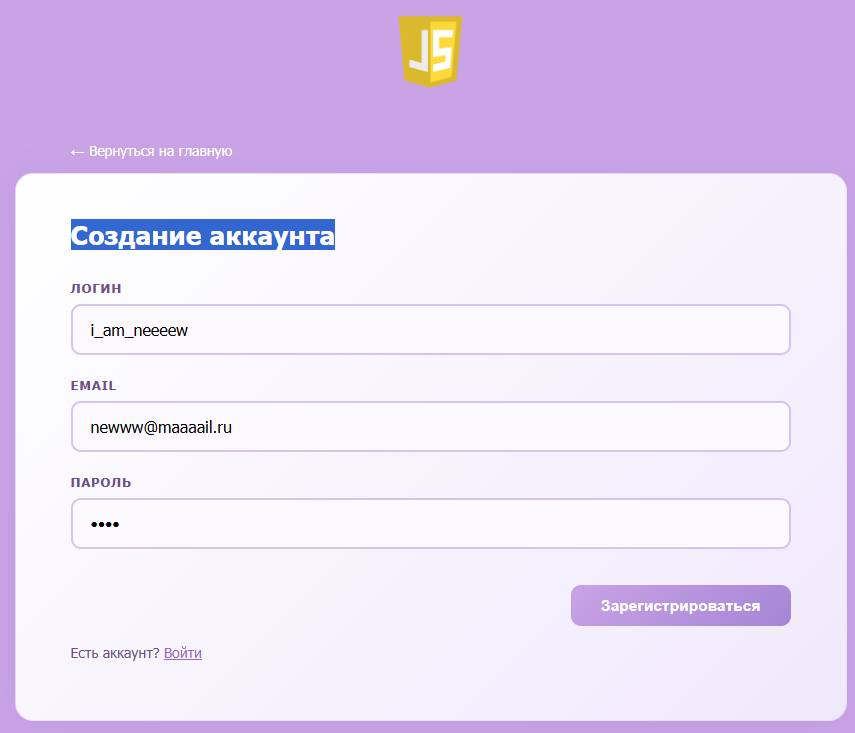 JS
← Вернуться на главную
Создание аккаунта
ЛОГИН
i_am_neeeew
EMAIL
newww@maaaail.ru
ПАРОЛЬ
••••
Зарегистрироваться
Есть аккаунт? Войти